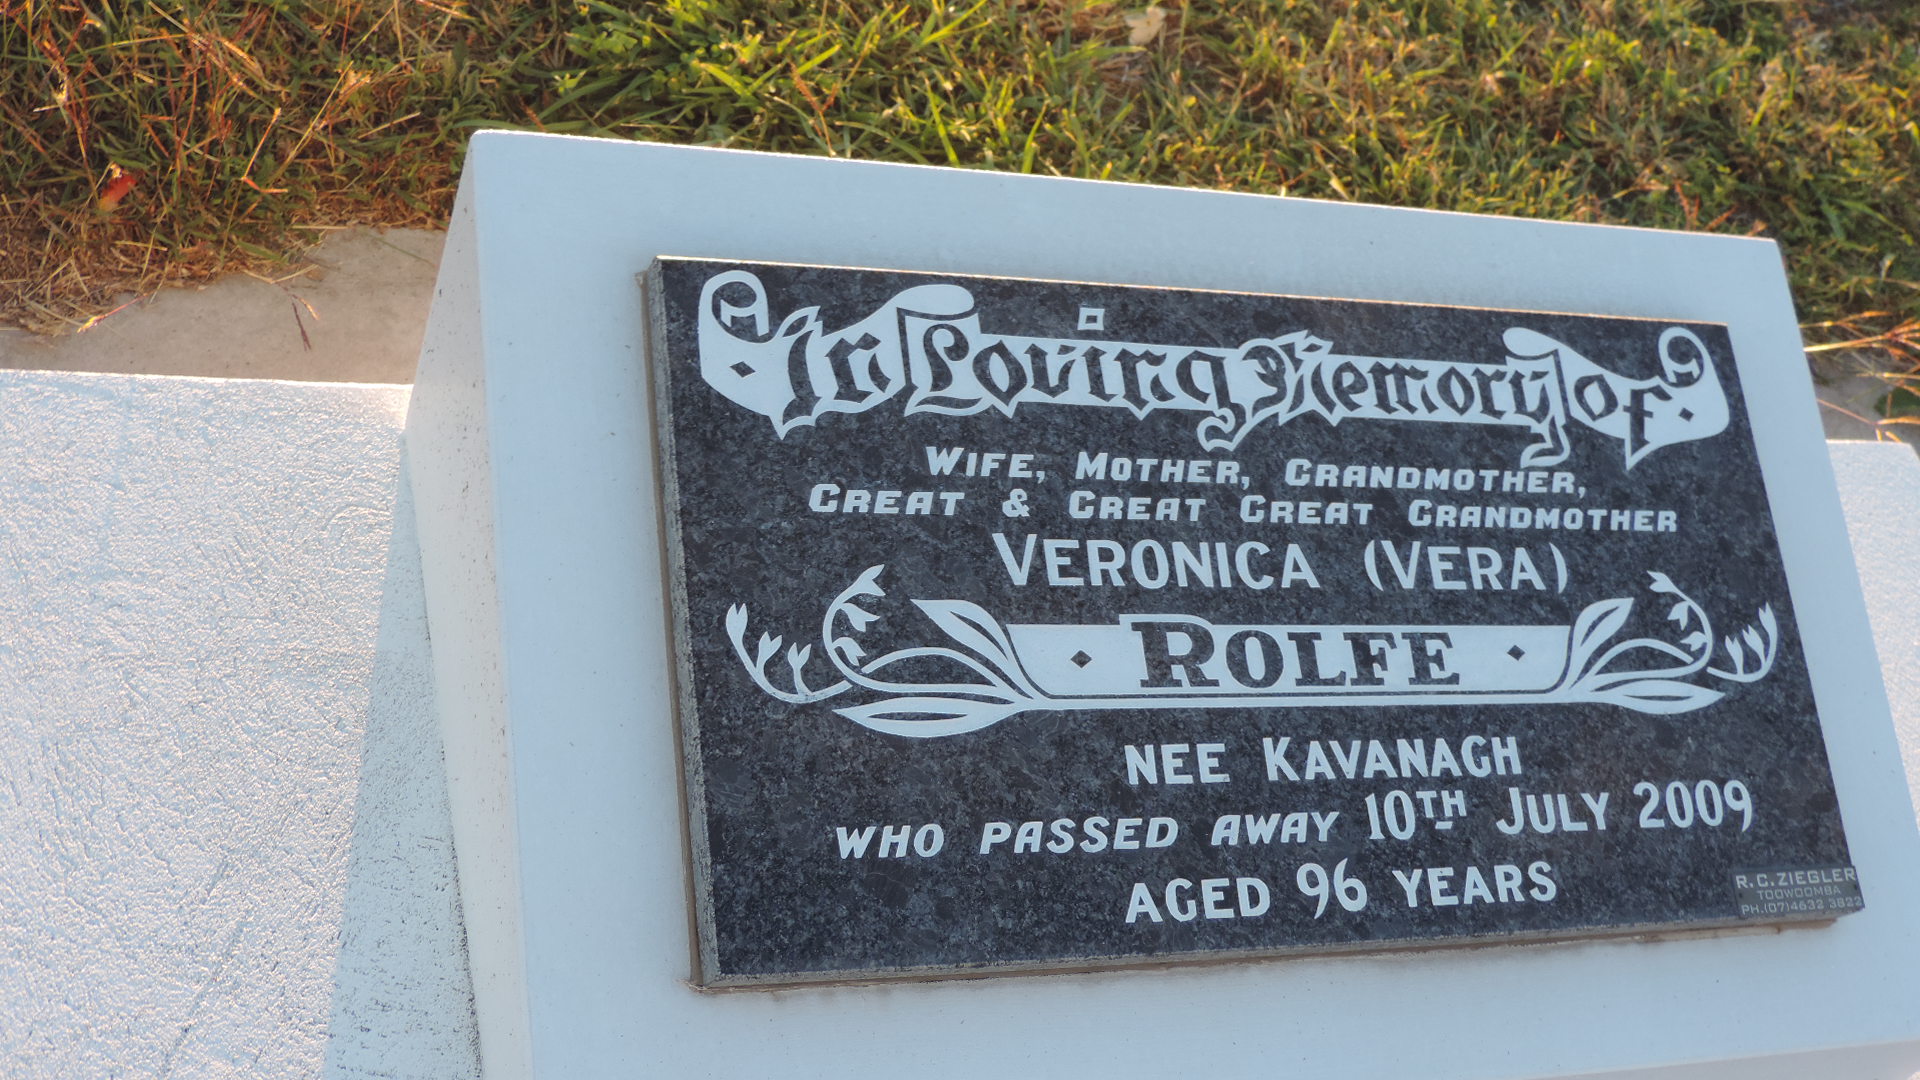 In Loving Memory of
WIFE, MOTHER, GRANDMOTHER,
GREAT & GREAT GREAT GRANDMOTHER
VERONICA (VERA)
ROLFE
NEE KAVANAGH
WHO PASSED AWAY 10TH JULY 2009
AGED 96 YEARS
R.C.ZIEGLER
TOOWOOMBA
PH.(07)4632 3822